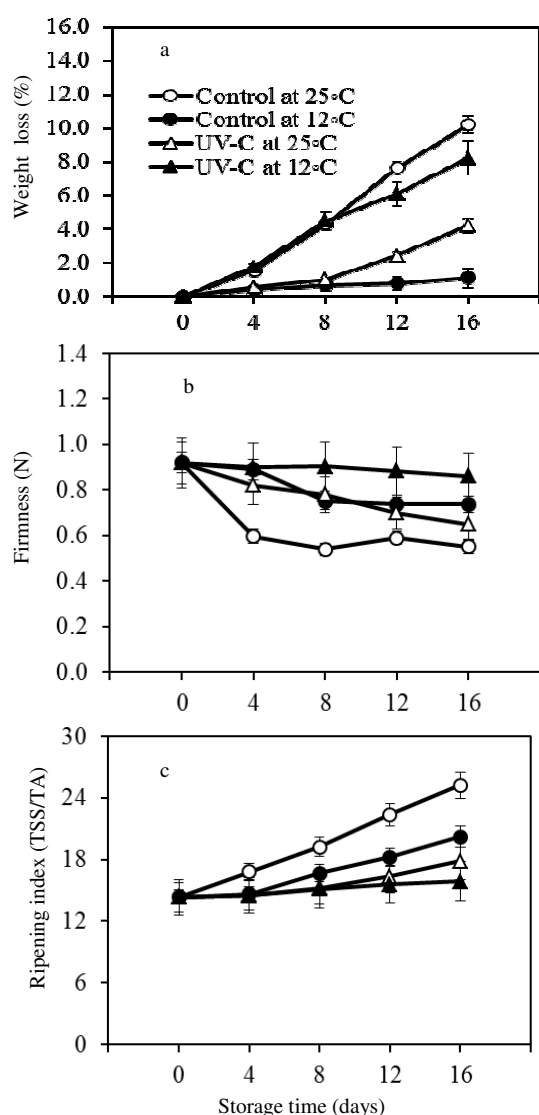 Weight loss (%)
16.0
14.0
12.0
10.0
8.0
6.0
4.0
2.0
0.0
a
Control at 25◦C
Control at 12◦C
UV-C at 25◦C
UV-C at 12◦C
0 4 8 12 16
Firmness (N)
1.4
1.2
1.0
0.8
0.6
0.4
0.2
0.0
b
0 4 8 12 16
Ripening index (TSS/TA)
30
24
18
12
6
0
c
0 4 8 12 16
Storage time (days)